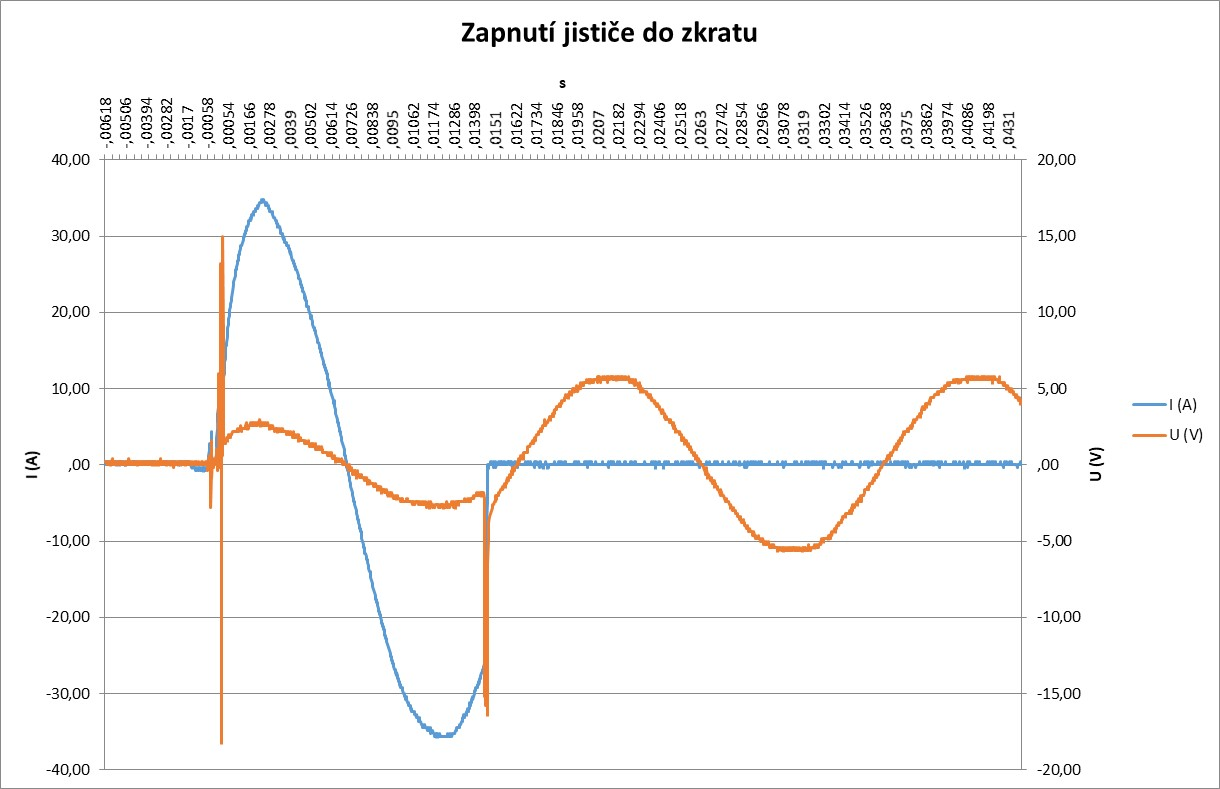 Zapnutí jističe do zkratu
s
-,00618 -,00506 -,00394 -,00282 -,0017 -,00058 ,00054 ,00166 ,00278 ,0039 ,00502 ,00614 ,00726 ,00838 ,0095 ,01062 ,01174 ,01286 ,01398 ,0151 ,01622 ,01734 ,01846 ,01958 ,0207 ,02182 ,02294 ,02406 ,02518 ,0263 ,02742 ,02854 ,02966 ,03078 ,0319 ,03302 ,03414 ,03526 ,03638 ,0375 ,03862 ,03974 ,04086 ,04198 ,0431
40,00 20,00
30,00 15,00
20,00 10,00
10,00 5,00
,00 ,00
-10,00 -5,00
-20,00 -10,00
-30,00 -15,00
-40,00 -20,00
I (A)
U (V)
I (A)
U (V)